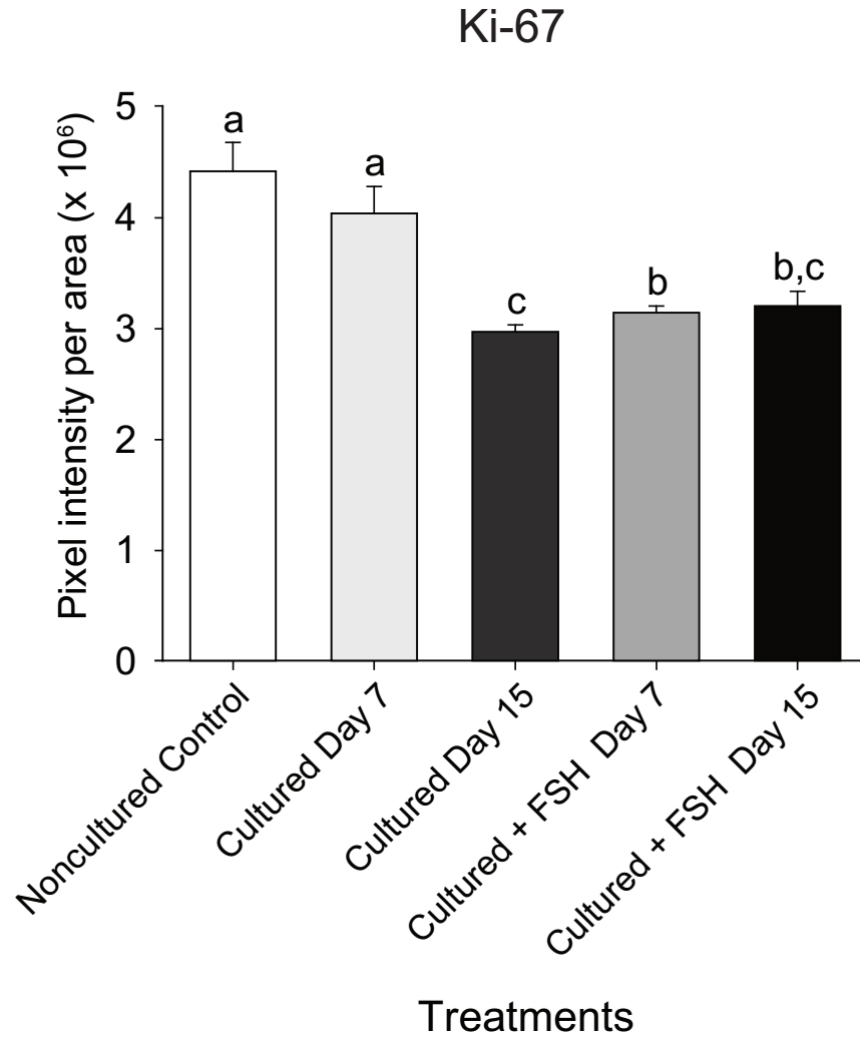 Ki-67
Pixel intensity per area (x 10⁶)
5
4
3
2
1
0
a
a
c
b
b,c
Noncultured Control
Cultured Day 7
Cultured Day 15
Cultured + FSH Day 7
Cultured + FSH Day 15
Treatments